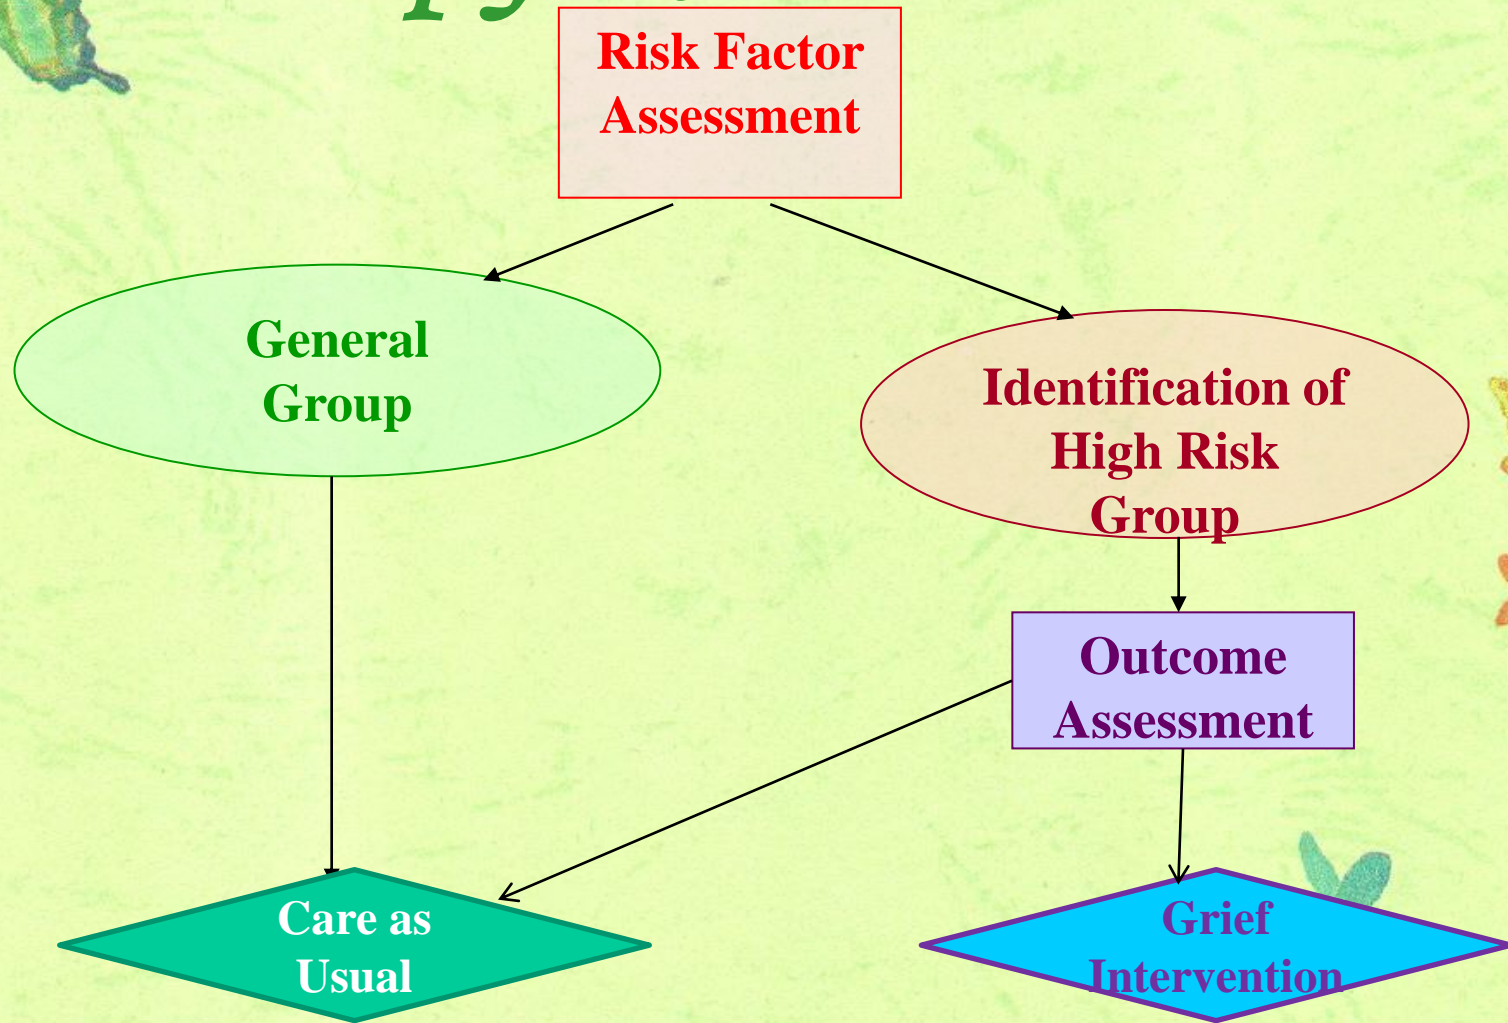 Risk Factor
Assessment
General
Group
Identification of
High Risk
Group
Outcome
Assessment
Care as
Usual
Grief
Intervention